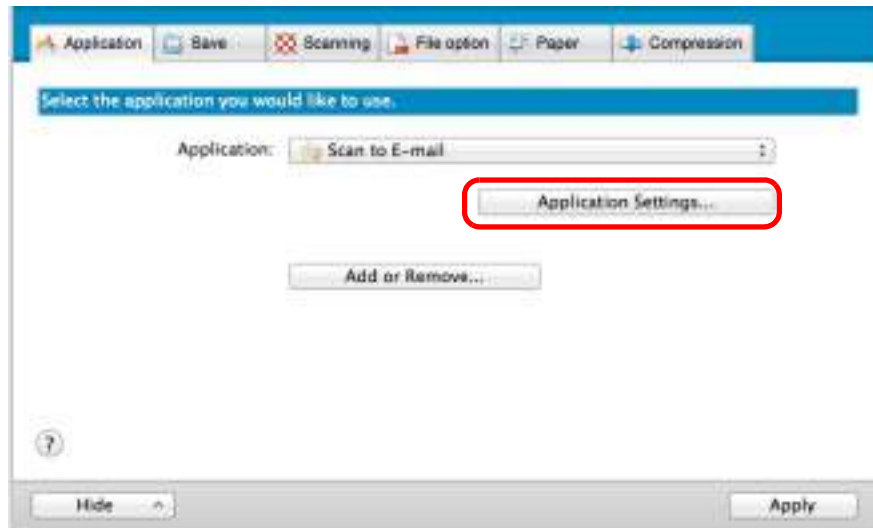 Application Save Scanning File option Paper Compression
Select the application you would like to use.
Application: Scan to E-mail
Application Settings...
Add or Remove...
?
Hide Apply